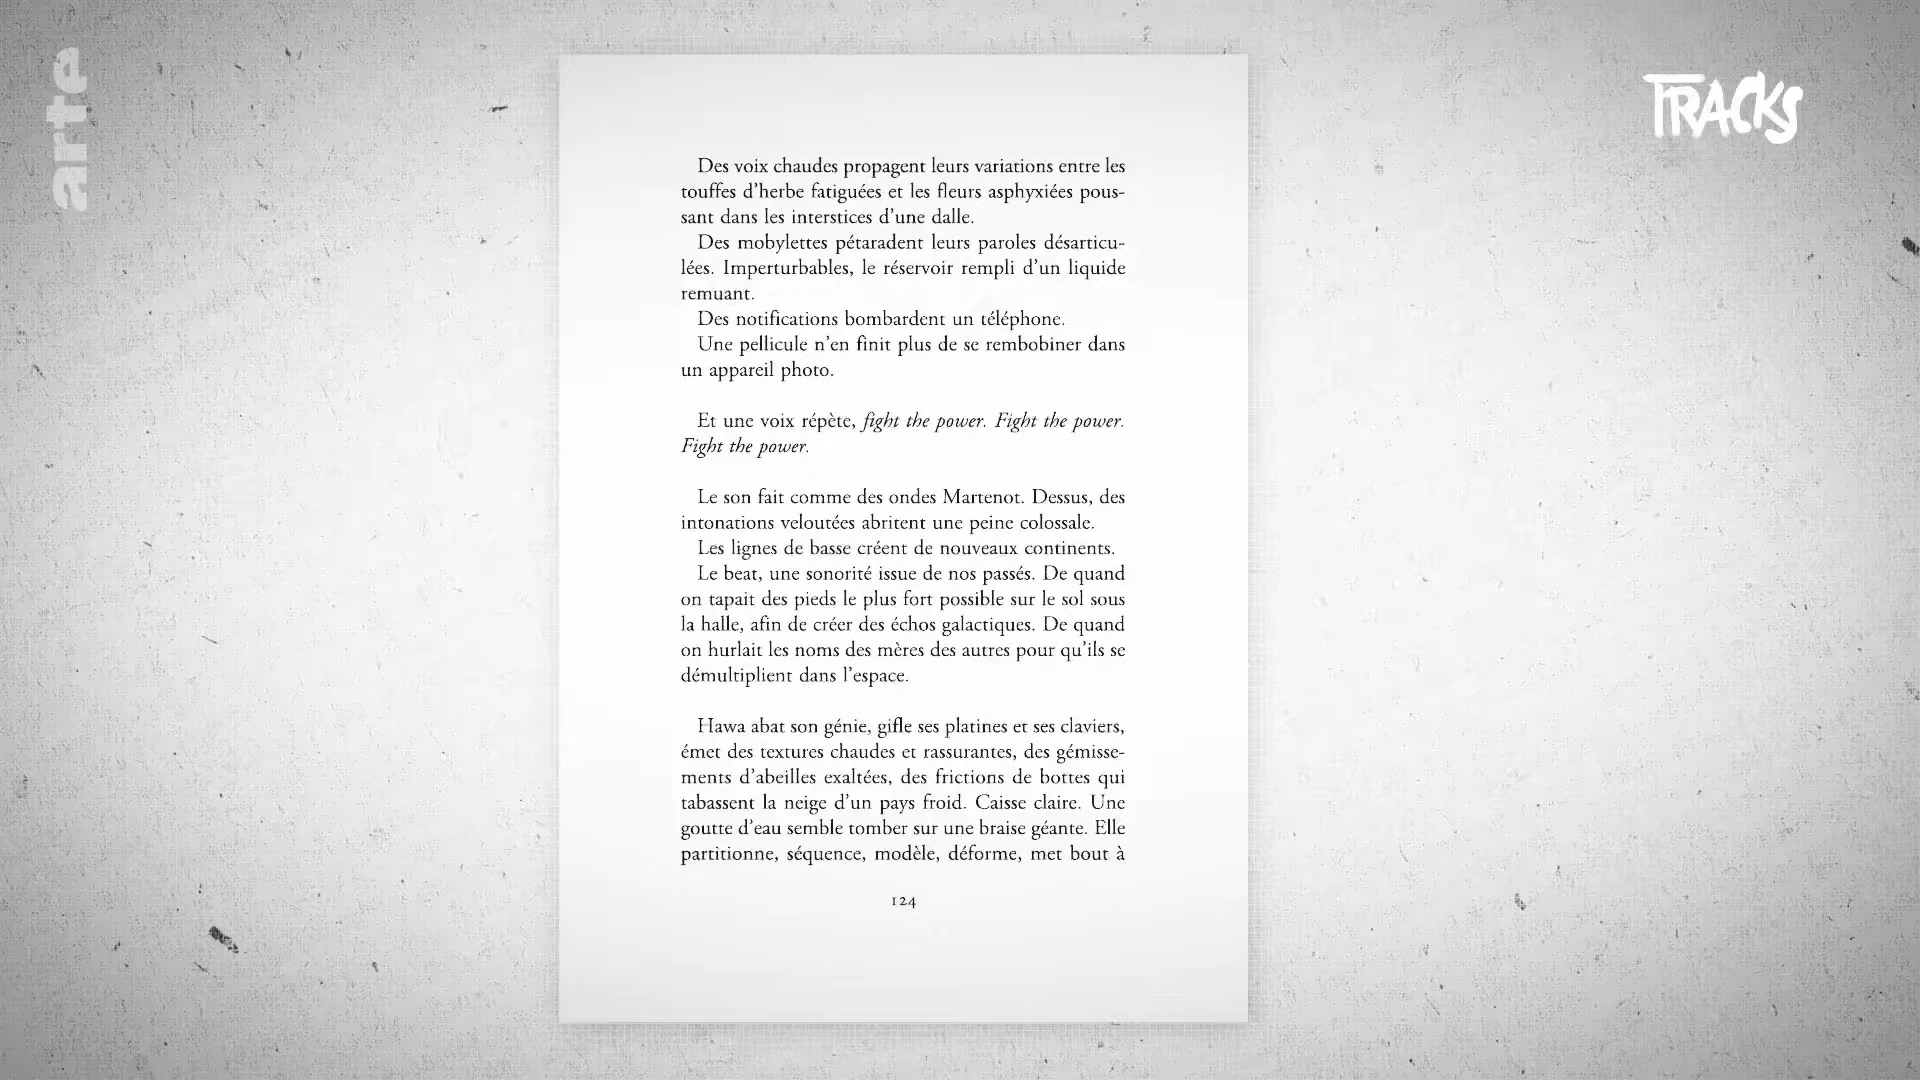 arte
TRACKS
Des voix chaudes propagent leurs variations entre les
touffes d'herbe fatiguées et les fleurs asphyxiées pous-
sant dans les interstices d'une dalle.
Des mobylettes pétaradent leurs paroles désarticu-
lées. Imperturbables, le réservoir rempli d'un liquide
remuant.
Des notifications bombardent un téléphone.
Une pellicule n'en finit plus de se rembobiner dans
un appareil photo.
Et une voix répète, fight the power. Fight the power.
Fight the power.
Le son fait comme des ondes Martenot. Dessus, des
intonations veloutées abritent une peine colossale.
Les lignes de basse créent de nouveaux continents.
Le beat, une sonorité issue de nos passés. De quand
on tapait des pieds le plus fort possible sur le sol sous
la halle, afin de créer des échos galactiques. De quand
on hurlait les noms des mères des autres pour qu'ils se
démultiplient dans l'espace.
Hawa abat son génie, gifle ses platines et ses claviers,
émet des textures chaudes et rassurantes, des gémisse-
ments d'abeilles exaltées, des frictions de bottes qui
tabassent la neige d'un pays froid. Caisse claire. Une
goutte d'eau semble tomber sur une braise géante. Elle
partitionne, séquence, modèle, déforme, met bout à
124